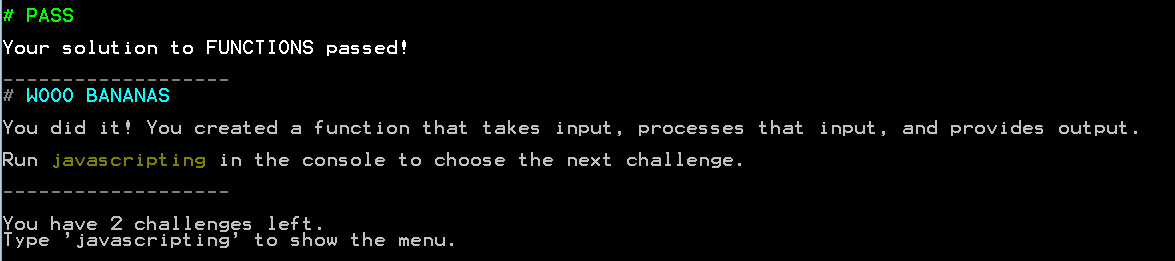 # PASS
Your solution to FUNCTIONS passed!
___________________
# WOOO BANANAS
You did it! You created a function that takes input, processes that input, and provides output.
Run javascripting in the console to choose the next challenge.
___________________
You have 2 challenges left.
Type 'javascripting' to show the menu.